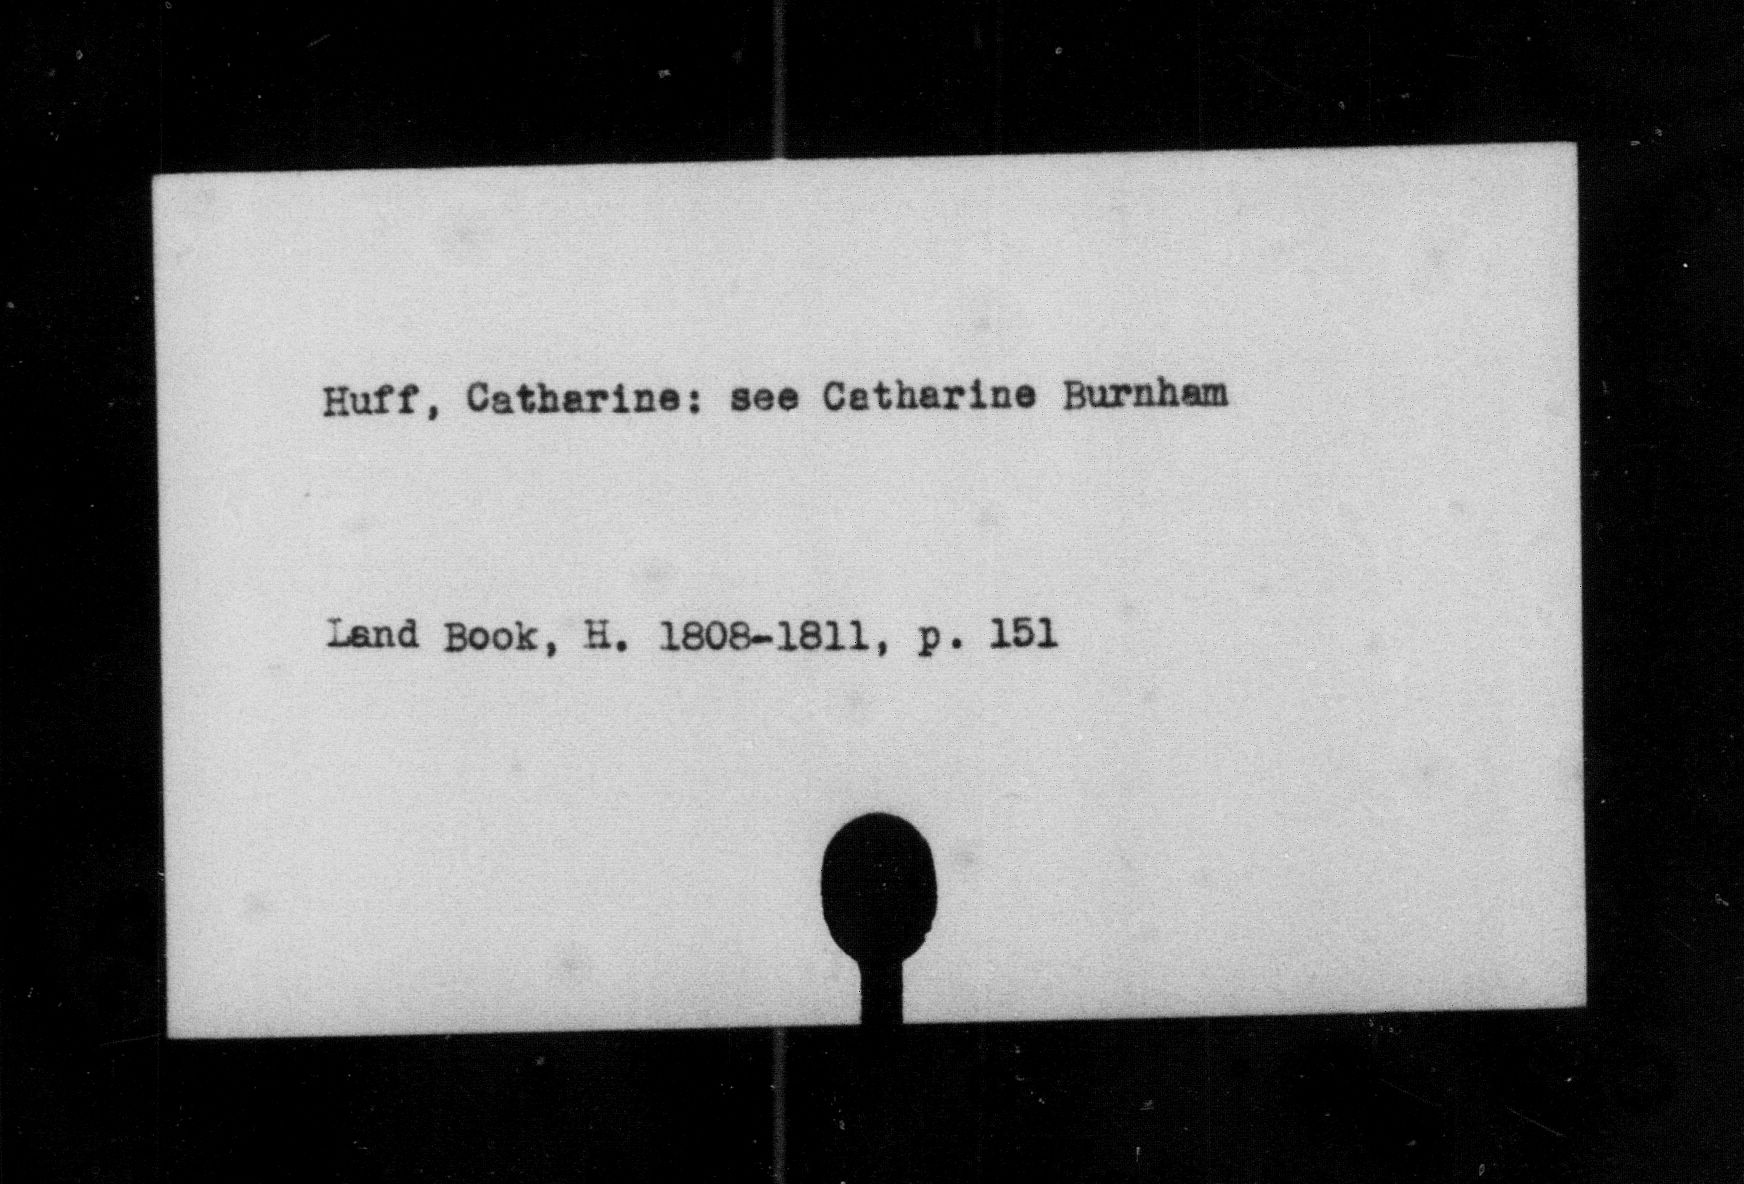 Huff, Catharine: see Catharine Burnham
Land Book, H. 1808-1811, p. 151